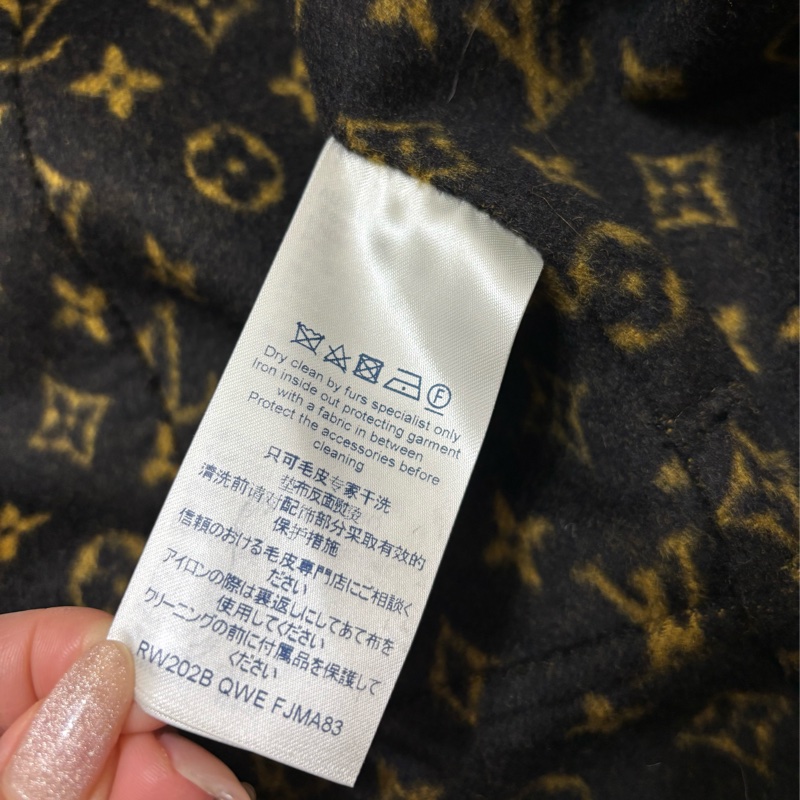 F
Dry clean by furs specialist only
Iron inside out protecting garment
with a fabric in between
Protect the accessories before
cleaning
只可毛皮专家干洗
垫布反面熨烫
清洗前请对配饰部分采取有效的
保护措施
信頼のおける毛皮専門店にご相談く
ださい
アイロンの際は裏返しにしてあて布を
使用してください
クリーニングの前に付属品を保護して
ください
RW202B QWE FJMA83